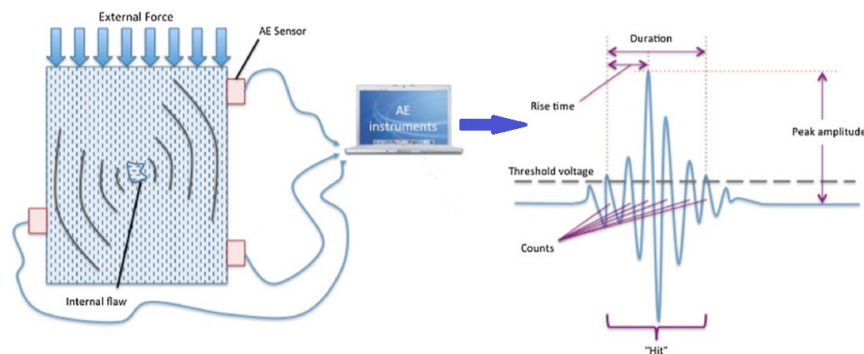 External Force
AE Sensor
AE
instruments
Internal flaw
Duration
Rise time
Peak amplitude
Threshold voltage
Counts
"Hit"